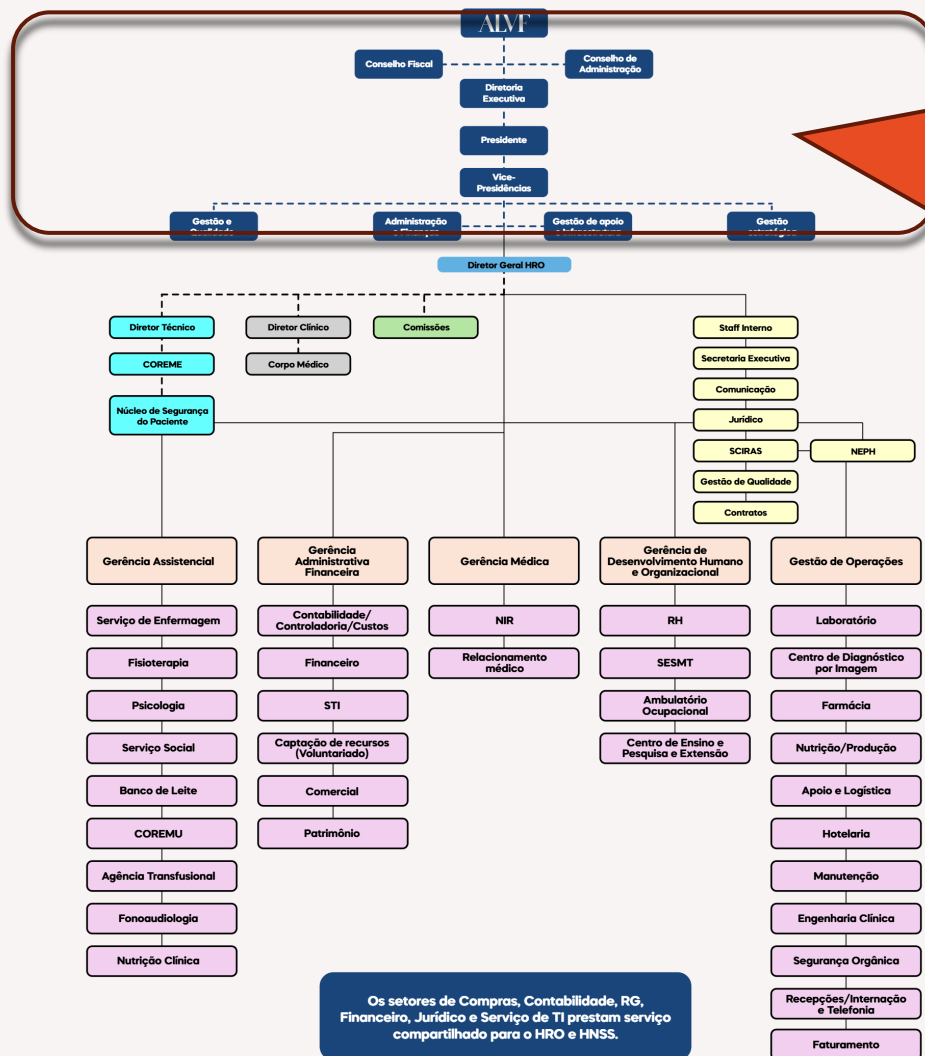 ALVF
Conselho Fiscal
Conselho de
Administração
Diretoria
Executiva
Presidente
Vice-
Presidências
Gestão e
Qualidade
Administração
e Finanças
Gestão de apoio
e Infraestrutura
Gestão
estratégica
Diretor Geral HRO
Diretor Técnico
Diretor Clínico
Comissões
Staff Interno
COREME
Corpo Médico
Secretaria Executiva
Comunicação
Núcleo de Segurança
do Paciente
Jurídico
SCIRAS
NEPH
Gestão de Qualidade
Contratos
Gerência Assistencial
Gerência
Administrativa
Financeira
Gerência Médica
Gerência de
Desenvolvimento Humano
e Organizacional
Gestão de Operações
Serviço de Enfermagem
Fisioterapia
Psicologia
Serviço Social
Banco de Leite
COREMU
Agência Transfusional
Fonoaudiologia
Nutrição Clínica
Contabilidade/
Controladoria/Custos
Financeiro
STI
Captação de recursos
(Voluntariado)
Comercial
Patrimônio
NIR
Relacionamento
médico
RH
SESMT
Ambulatório
Ocupacional
Centro de Ensino e
Pesquisa e Extensão
Laboratório
Centro de Diagnóstico
por Imagem
Farmácia
Nutrição/Produção
Apoio e Logística
Hotelaria
Manutenção
Engenharia Clínica
Segurança Orgânica
Recepções/Internação
e Telefonia
Faturamento
Os setores de Compras, Contabilidade, RG,
Financeiro, Jurídico e Serviço de TI prestam serviço
compartilhado para o HRO e HNSS.